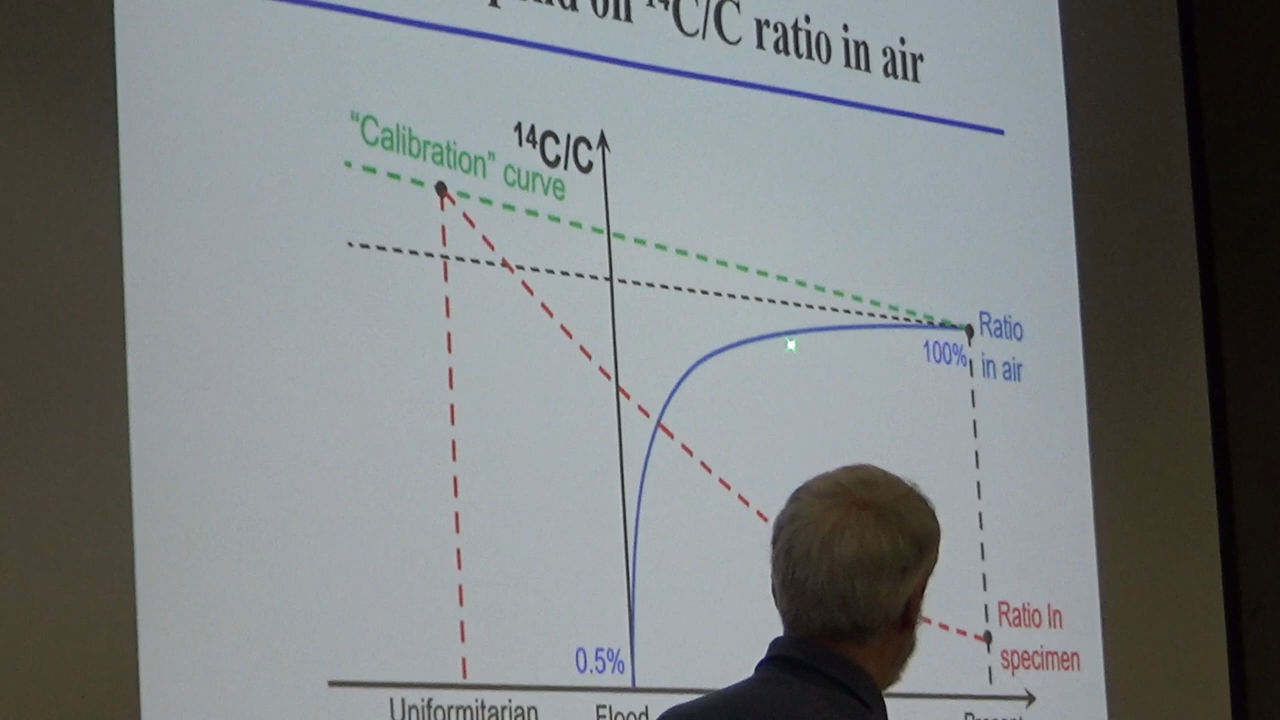 on ¹⁴C/C ratio in air
"Calibration" curve
¹⁴C/C
Ratio
in air
100%
Ratio In
specimen
0.5%
Uniformitarian
Flood
Present